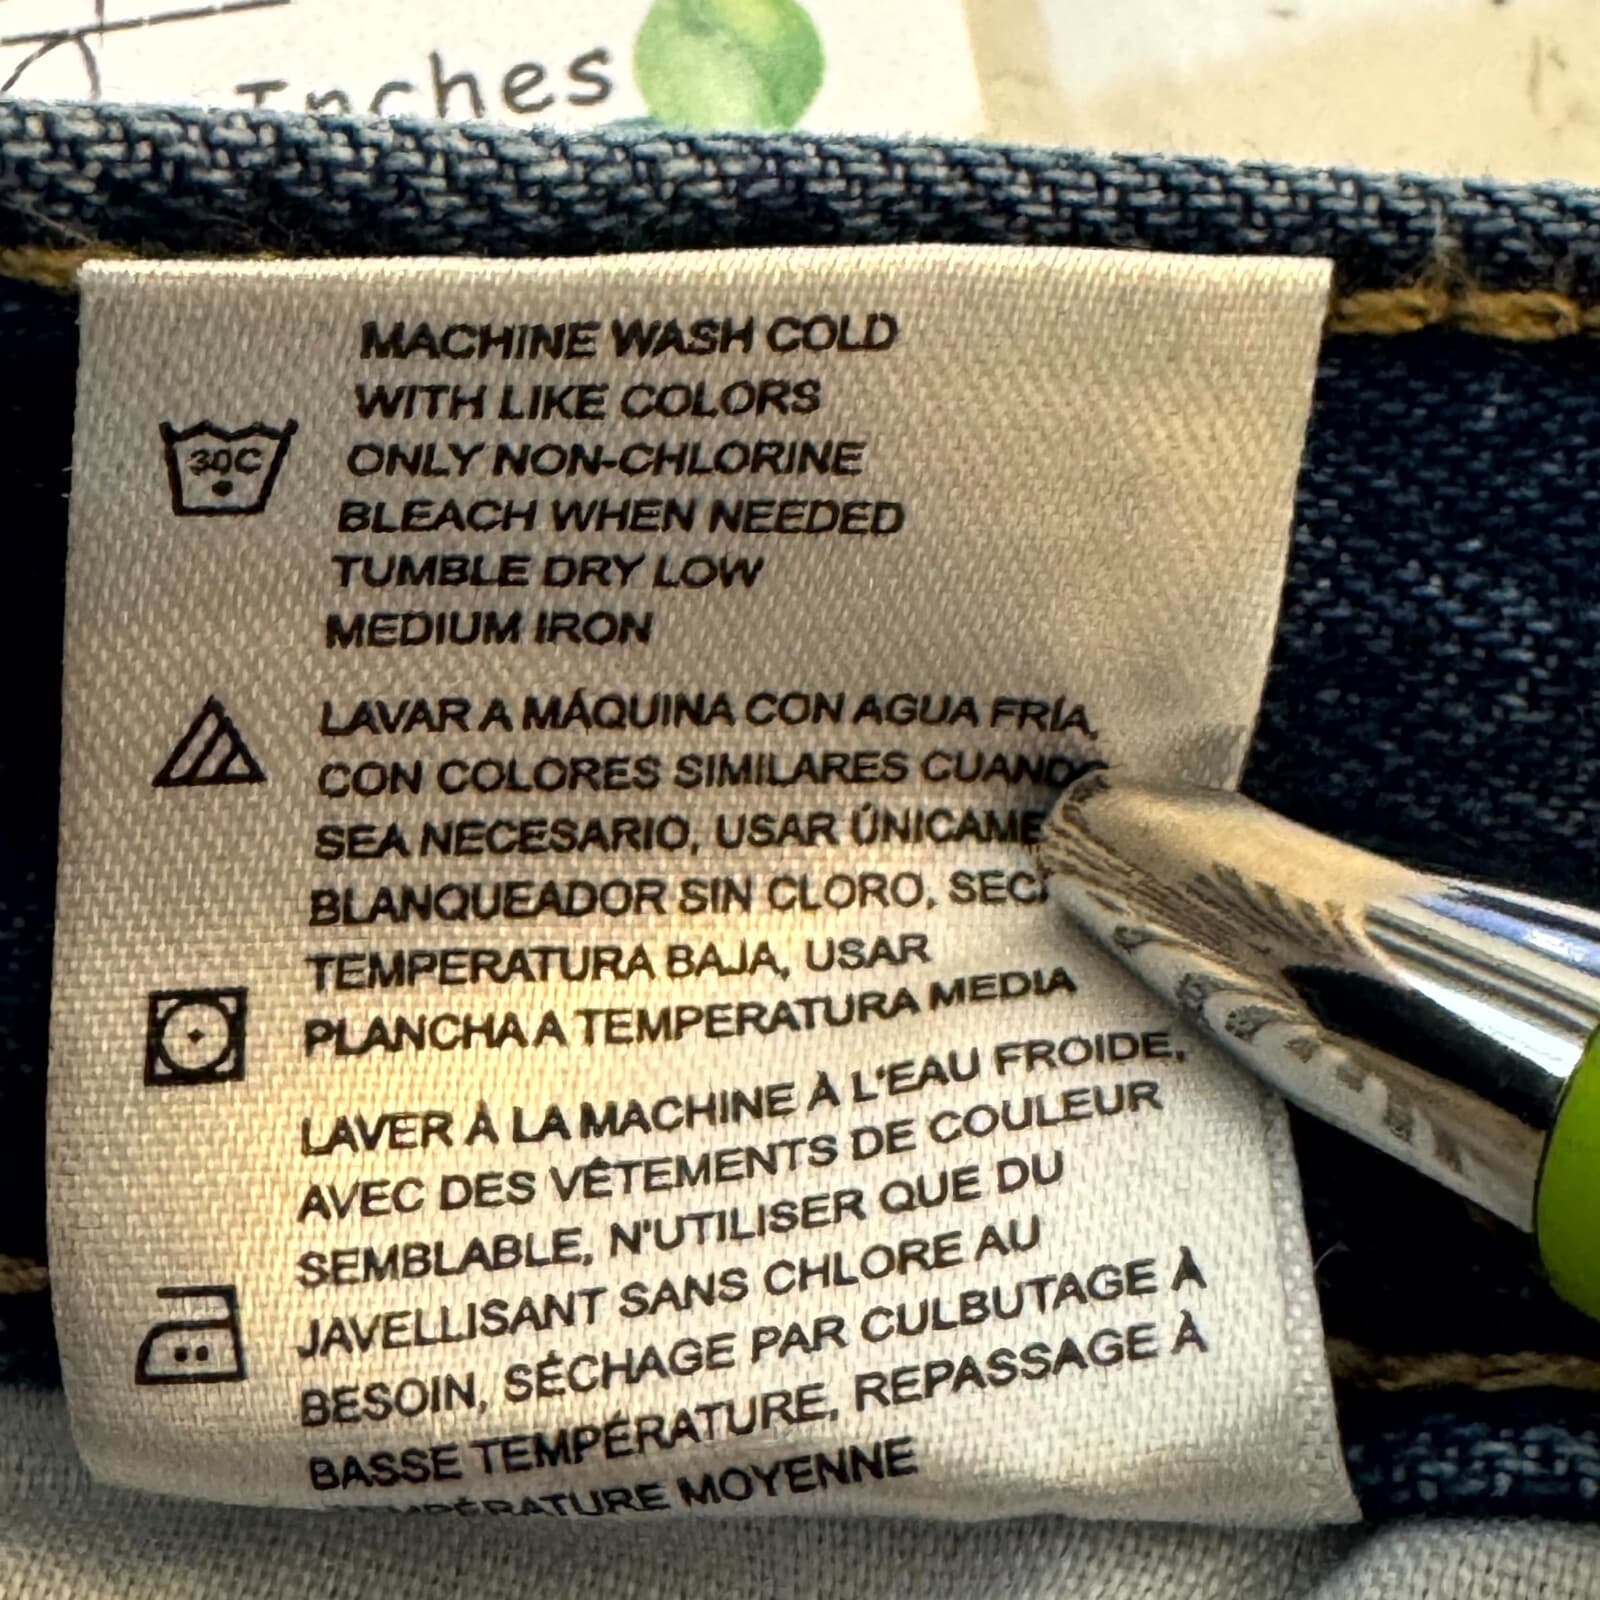 Inches
MACHINE WASH COLD
WITH LIKE COLORS
30C
ONLY NON-CHLORINE
BLEACH WHEN NEEDED
TUMBLE DRY LOW
MEDIUM IRON
LAVAR A MÁQUINA CON AGUA FRÍA,
CON COLORES SIMILARES CUANDO
SEA NECESARIO, USAR
BLANQUEADOR SIN CLORO,
TEMPERATURA BAJA, USAR
PLANCHA A TEMPERATURA MEDIA
LAVER À LA MACHINE À L'EAU FROIDE,
AVEC DES VÊTEMENTS DE COULEUR
SEMBLABLE, N'UTILISER QUE DU
JAVELLISANT SANS CHLORE AU
BESOIN, SÉCHAGE PAR CULBUTAGE À
BASSE TEMPÉRATURE, REPASSAGE À
TEMPÉRATURE MOYENNE